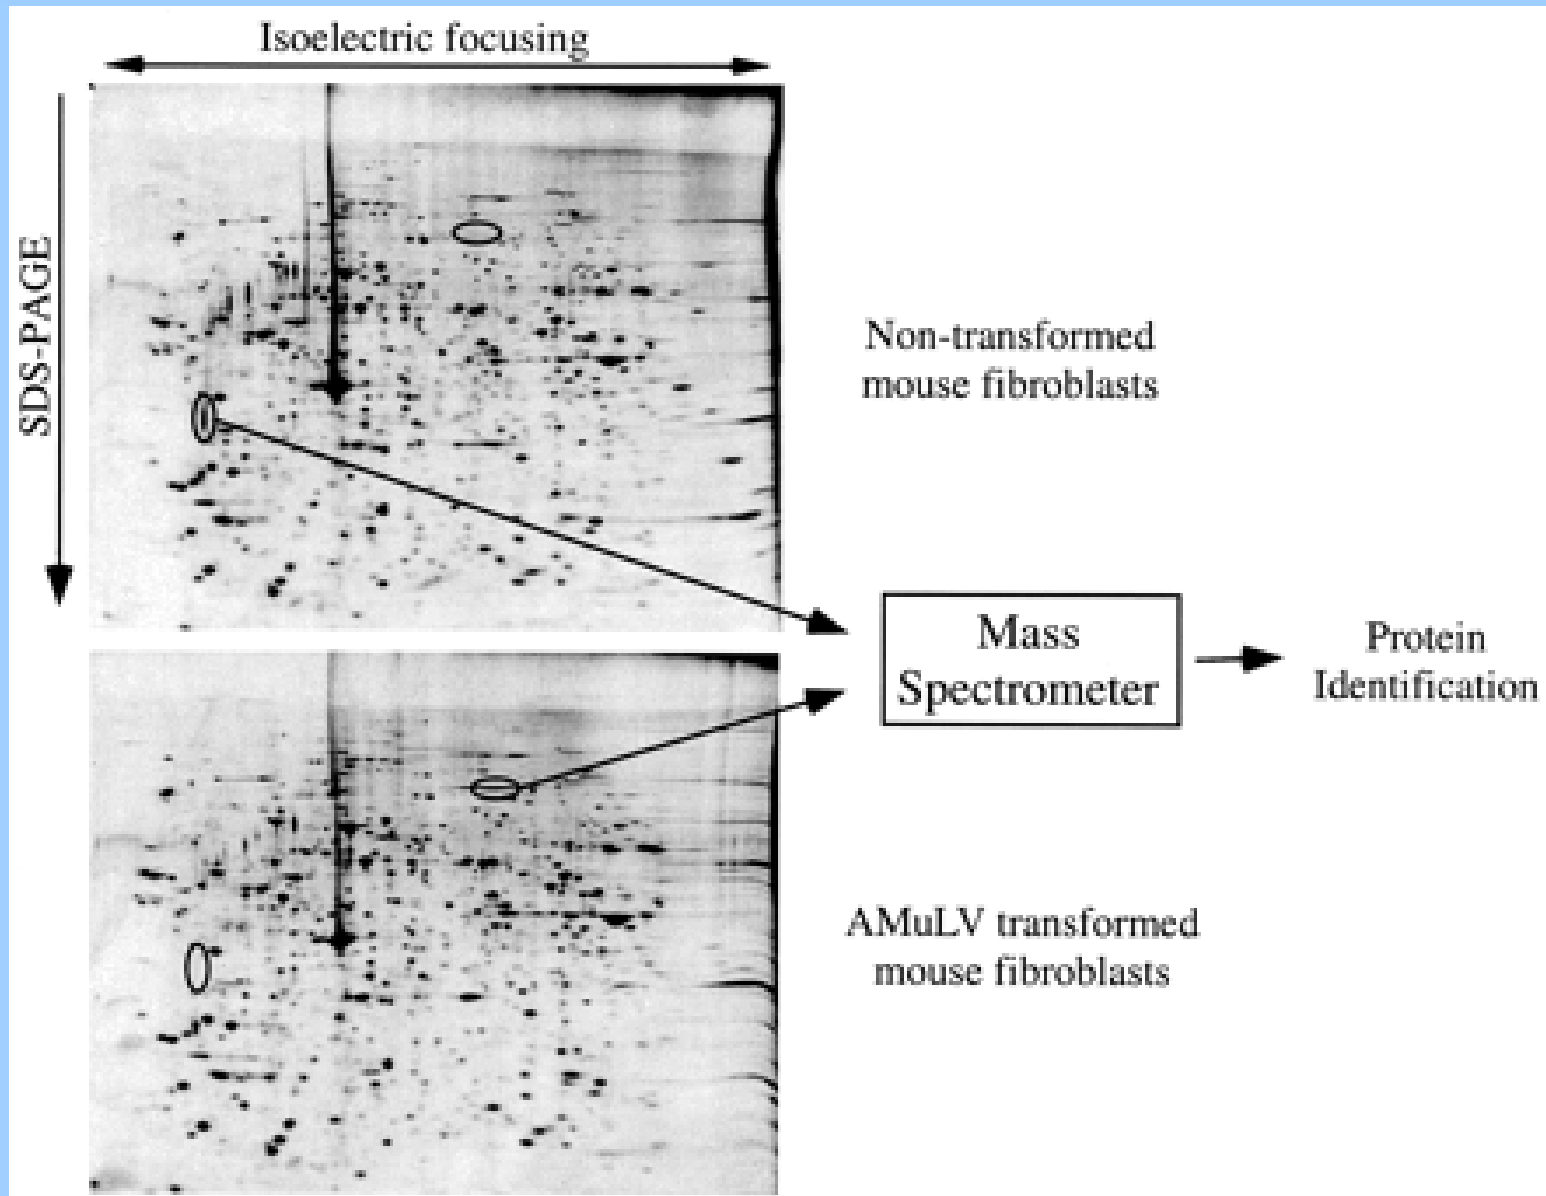 Isoelectric focusing
SDS-PAGE
Non-transformed
mouse fibroblasts
Mass
Spectrometer
Protein
Identification
AMuLV transformed
mouse fibroblasts